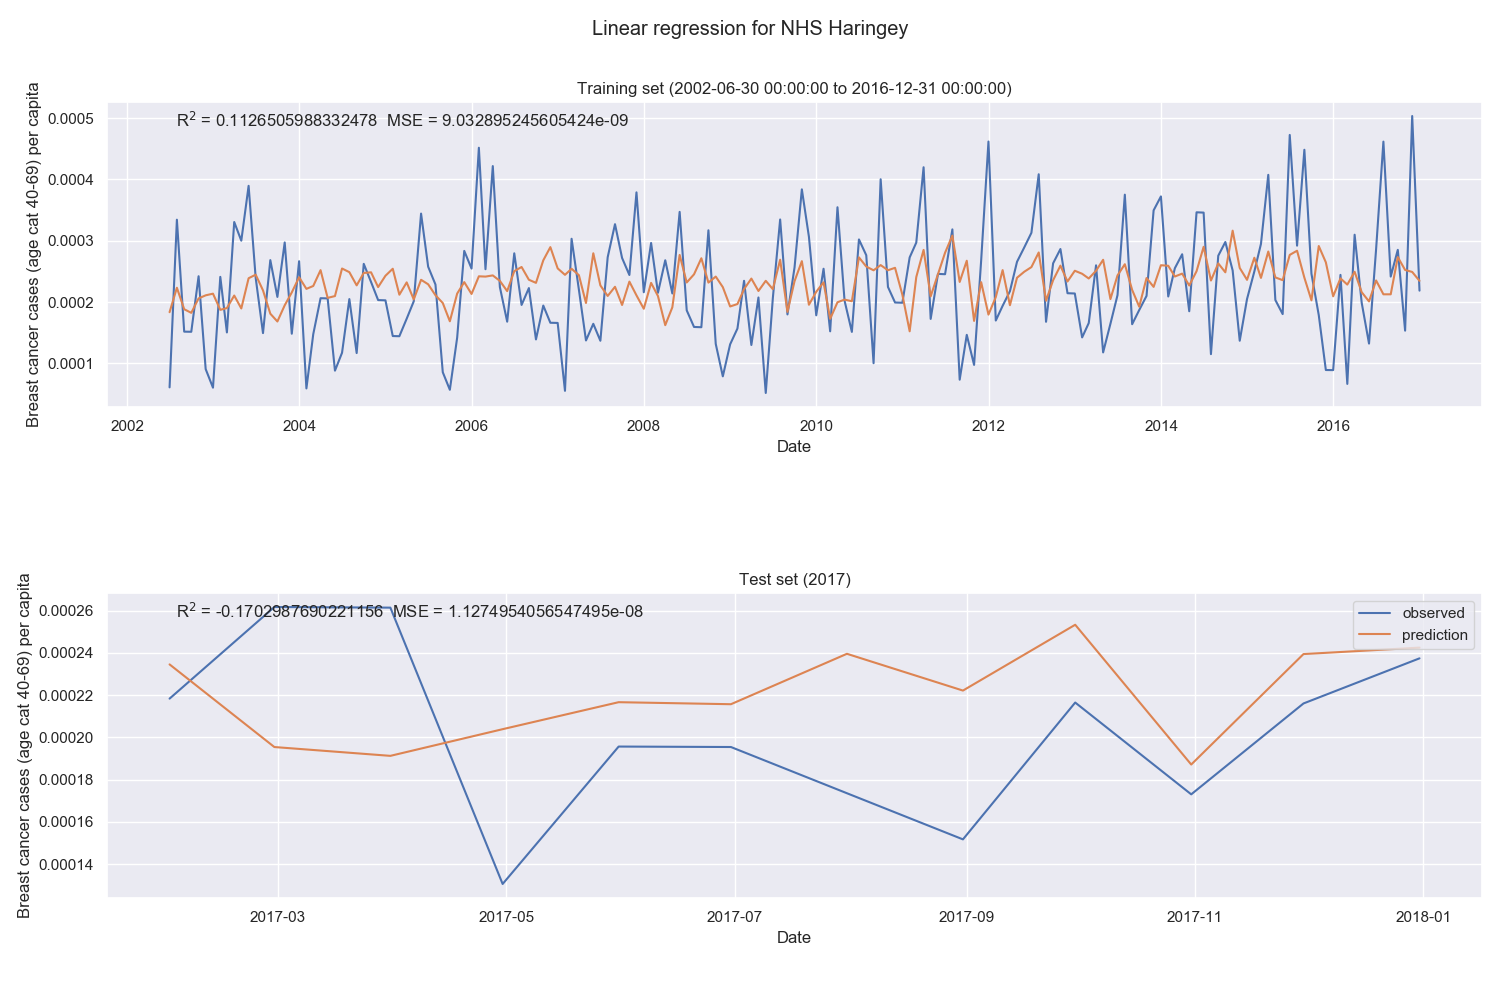 Linear regression for NHS Haringey
Training set (2002-06-30 00:00:00 to 2016-12-31 00:00:00)
R² = 0.1126505988332478  MSE = 9.032895245605424e-09
Breast cancer cases (age cat 40-69) per capita
0.0005
0.0004
0.0003
0.0002
0.0001
2002 2004 2006 2008 2010 2012 2014 2016
Date
Test set (2017)
R² = -0.1702987690221156  MSE = 1.1274954056547495e-08
observed
prediction
Breast cancer cases (age cat 40-69) per capita
0.00026
0.00024
0.00022
0.00020
0.00018
0.00016
0.00014
2017-03 2017-05 2017-07 2017-09 2017-11 2018-01
Date